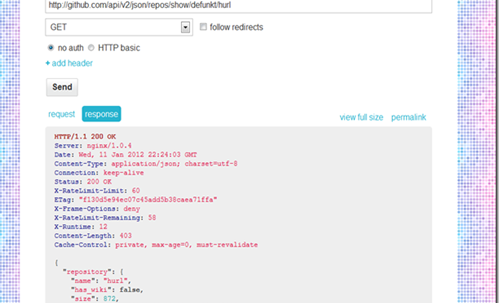 http://github.com/api/v2/json/repos/show/defunkt/hurl
GET follow redirects
no auth HTTP basic
+ add header
Send
request response view full size permalink
HTTP/1.1 200 OK
Server: nginx/1.0.4
Date: Wed, 11 Jan 2012 22:24:03 GMT
Content-Type: application/json; charset=utf-8
Connection: keep-alive
Status: 200 OK
X-RateLimit-Limit: 60
ETag: "f130d5e94ec07c45add5b38caea71ffa"
X-Frame-Options: deny
X-RateLimit-Remaining: 58
X-Runtime: 12
Content-Length: 403
Cache-Control: private, max-age=0, must-revalidate
{
"repository": {
"name": "hurl",
"has_wiki": false,
"size": 872,